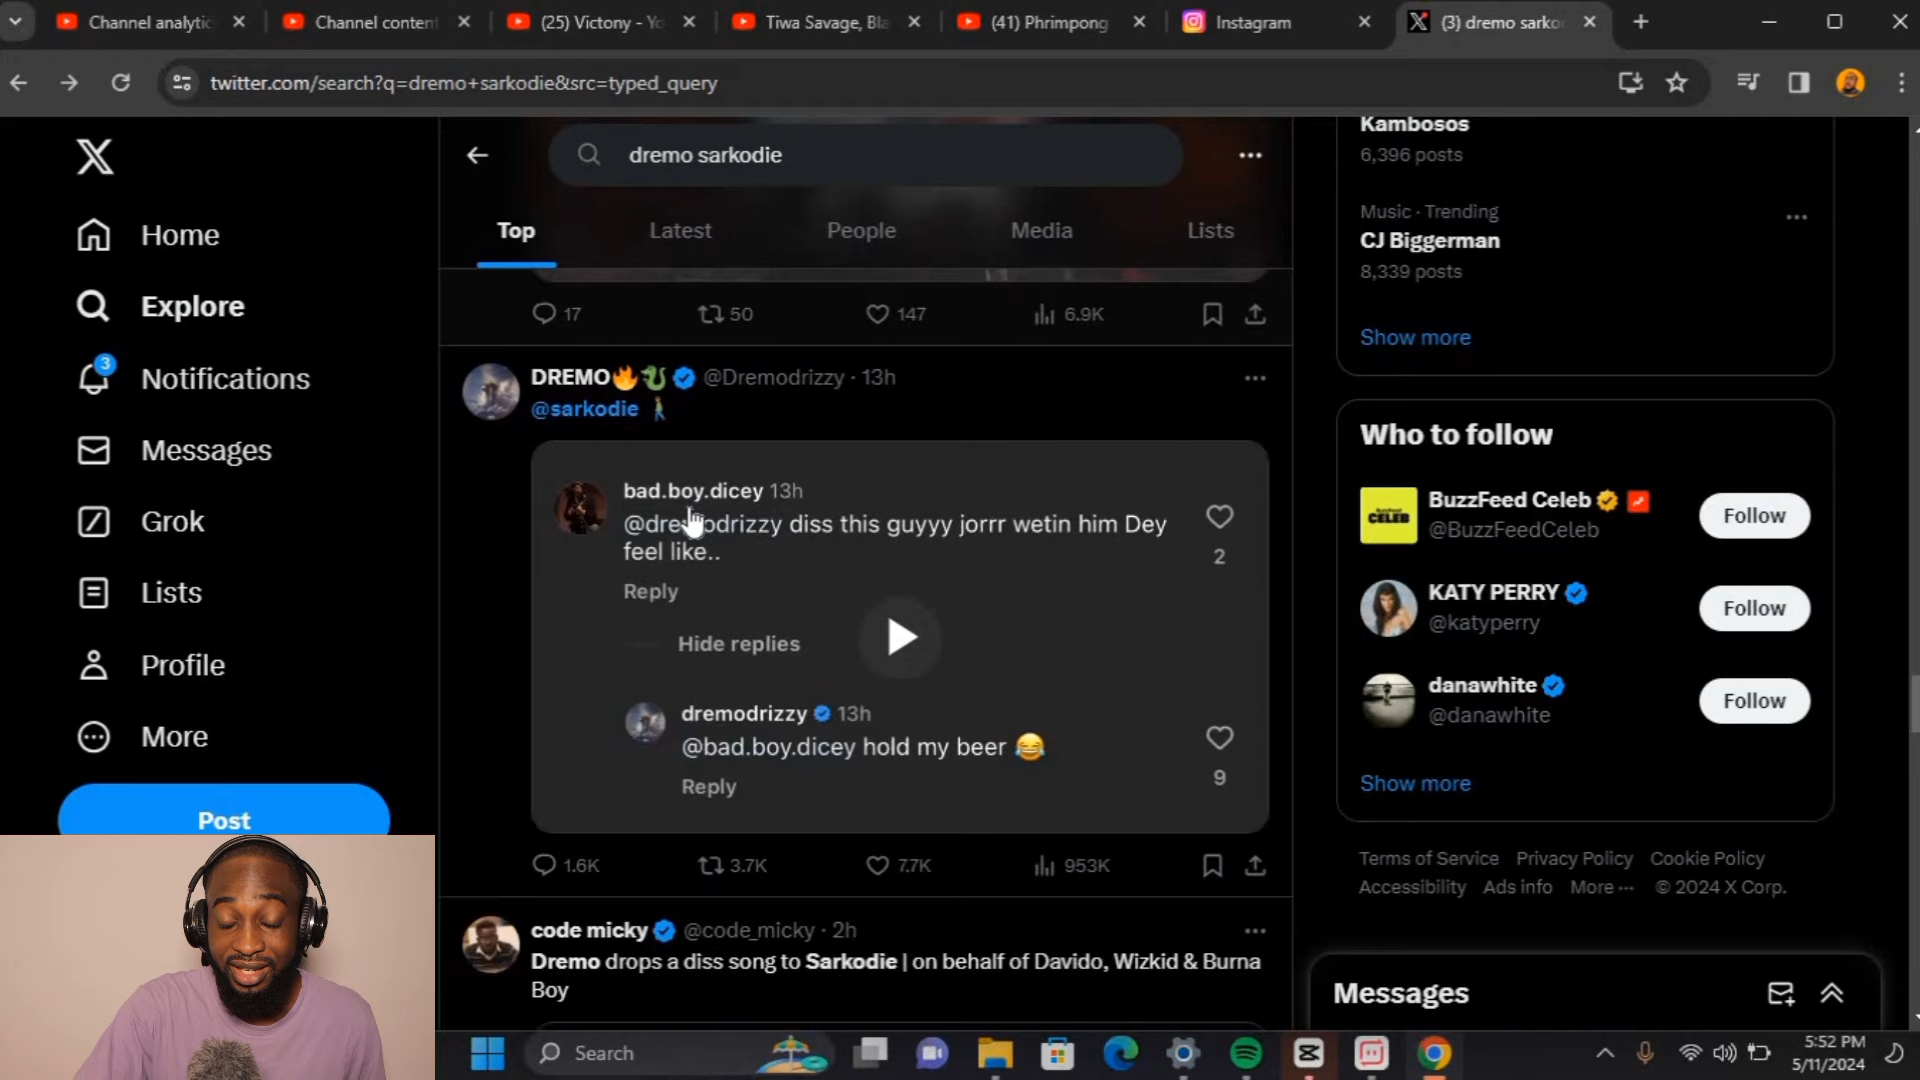 Channel analytic
Channel content
(25) Victony - Yo
Tiwa Savage, Bla
(41) Phrimpong
Instagram
(3) dremo sarko
twitter.com/search?q=dremo+sarkodie&src=typed_query
Home
Explore
3
Notifications
Messages
Grok
Lists
Profile
More
Post
dremo sarkodie
Top
Latest
People
Media
Lists
17
50
147
6.9K
DREMO🔥🐉 @Dremodrizzy · 13h
@sarkodie 🚶
bad.boy.dicey 13h
@dremodrizzy diss this guyyy jorrr wetin him Dey
feel like..
2
Reply
Hide replies
dremodrizzy 13h
@bad.boy.dicey hold my beer 😂
9
Reply
1.6K
3.7K
7.7K
953K
code micky @code_micky · 2h
Dremo drops a diss song to Sarkodie | on behalf of Davido, Wizkid & Burna
Boy
Kambosos
6,396 posts
Music · Trending
CJ Biggerman
8,339 posts
Show more
Who to follow
CELEB
BuzzFeed Celeb
@BuzzFeedCeleb
Follow
KATY PERRY
@katyperry
Follow
danawhite
@danawhite
Follow
Show more
Terms of Service Privacy Policy Cookie Policy
Accessibility Ads info More ··· © 2024 X Corp.
Messages
Search
5:52 PM
5/11/2024